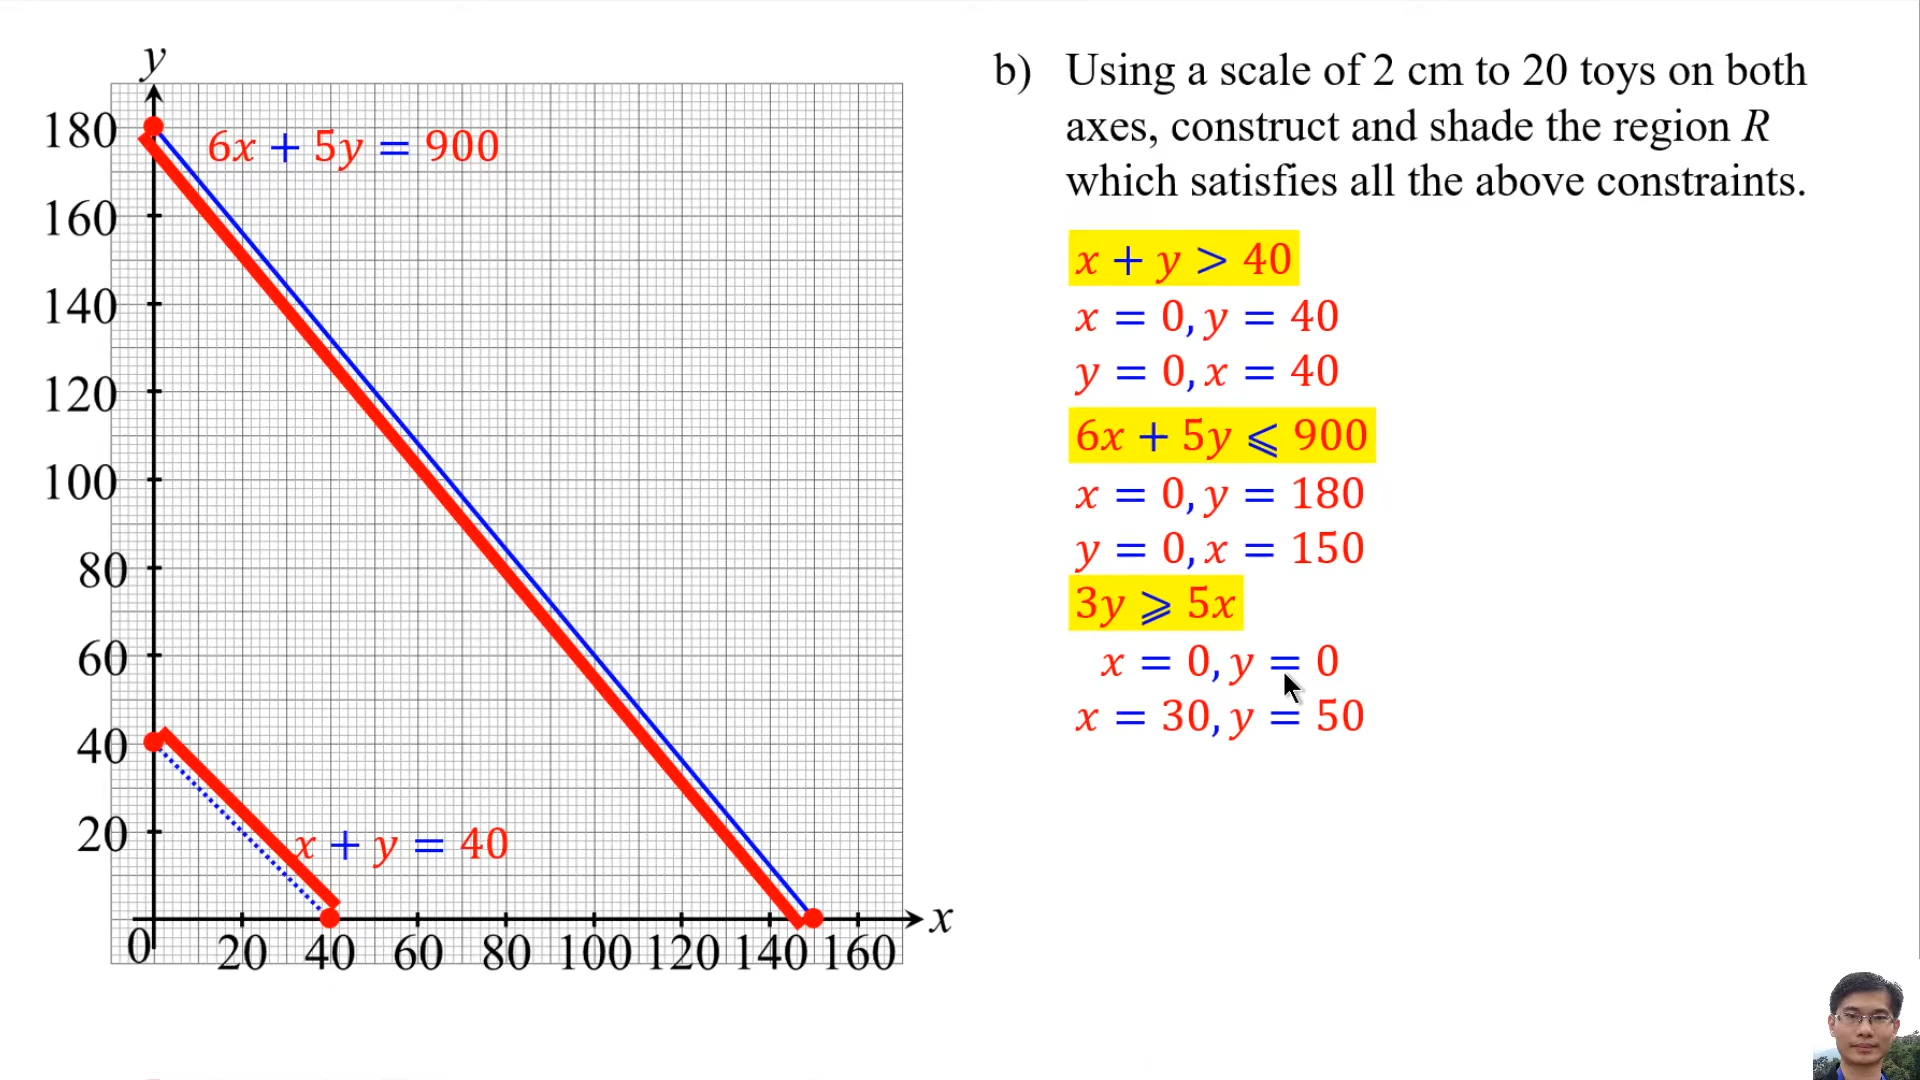 y
180
160
140
120
100
80
60
40
20
0 20 40 60 80 100 120 140 160
x
6x + 5y = 900
x + y = 40
b) Using a scale of 2 cm to 20 toys on both
axes, construct and shade the region R
which satisfies all the above constraints.
x + y > 40
x = 0, y = 40
y = 0, x = 40
6x + 5y ⩽ 900
x = 0, y = 180
y = 0, x = 150
3y ⩾ 5x
x = 0, y = 0
x = 30, y = 50